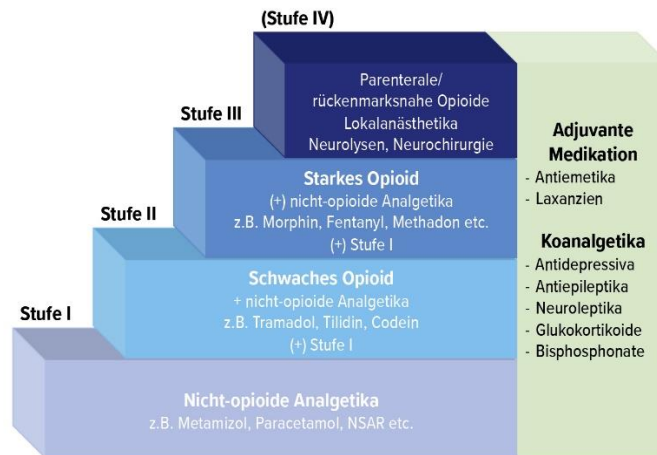 (Stufe IV)
Parenterale/
rückenmarksnahe Opioide
Lokalanästhetika
Neurolysen, Neurochirurgie
Stufe III
Starkes Opioid
(+) nicht-opioide Analgetika
z.B. Morphin, Fentanyl, Methadon etc.
(+) Stufe I
Stufe II
Schwaches Opioid
+ nicht-opioide Analgetika
z.B. Tramadol, Tilidin, Codein
(+) Stufe I
Stufe I
Nicht-opioide Analgetika
z.B. Metamizol, Paracetamol, NSAR etc.
Adjuvante
Medikation
- Antiemetika
- Laxanzien
Koanalgetika
- Antidepressiva
- Antiepileptika
- Neuroleptika
- Glukokortikoide
- Bisphosphonate